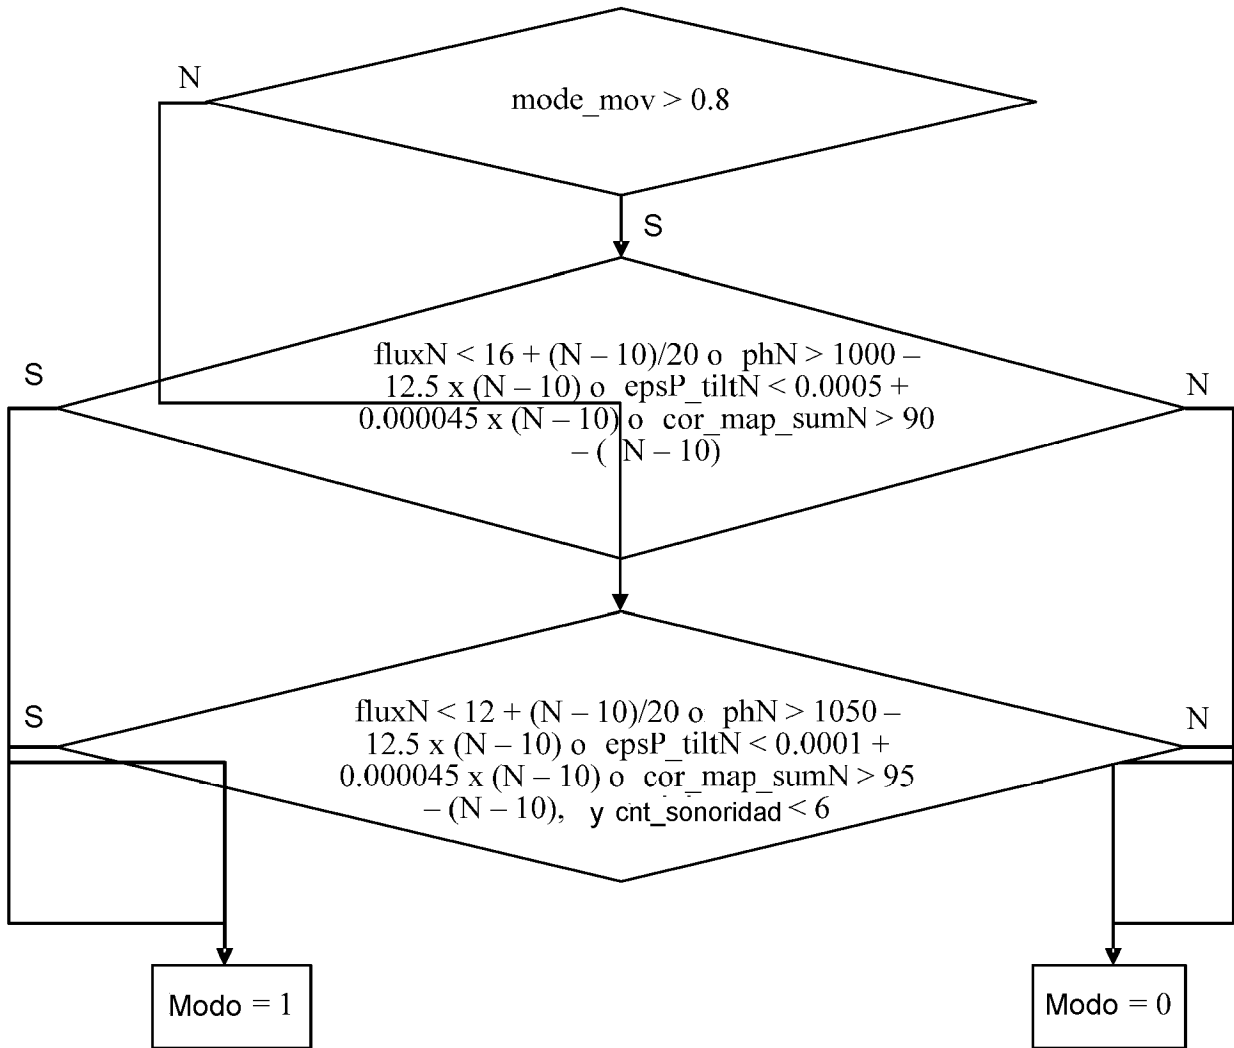 N
mode_mov > 0.8
S
fluxN < 16 + (N – 10)/20 o phN > 1000 –
S
12.5 x (N – 10) o epsP_tiltN < 0.0005 +
N
0.000045 x (N – 10) o cor_map_sumN > 90
– ( N – 10)
fluxN < 12 + (N – 10)/20 o phN > 1050 –
S
N
12.5 x (N – 10) o epsP_tiltN < 0.0001 +
0.000045 x (N – 10) o cor_map_sumN > 95
– (N – 10), y cnt_sonoridad < 6
Modo = 1
Modo = 0